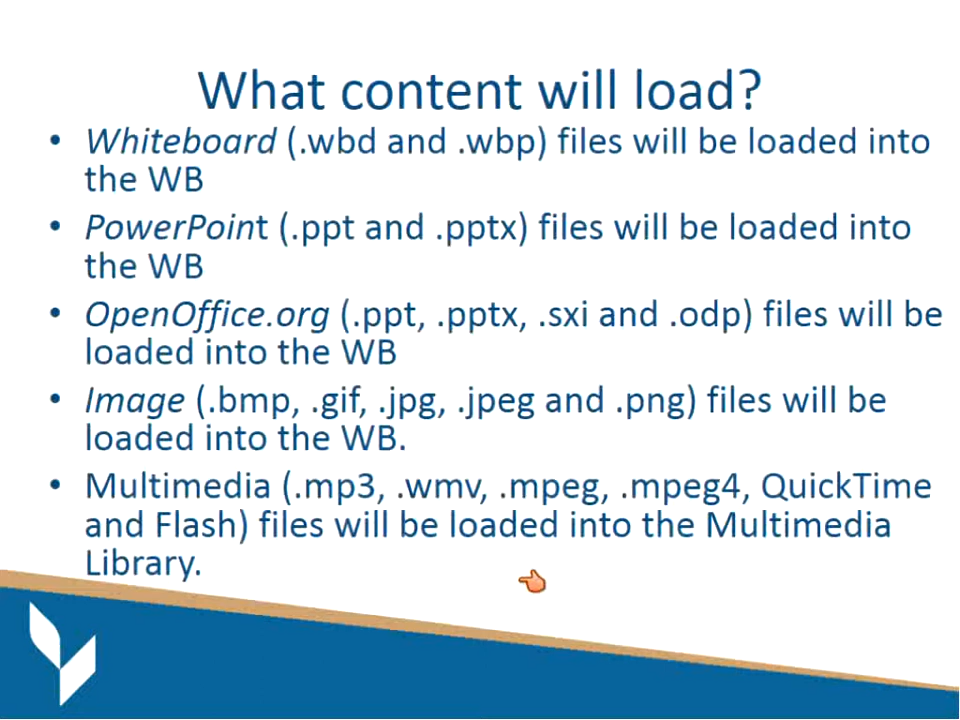 What content will load?
• Whiteboard (.wbd and .wbp) files will be loaded into
the WB
• PowerPoint (.ppt and .pptx) files will be loaded into
the WB
• OpenOffice.org (.ppt, .pptx, .sxi and .odp) files will be
loaded into the WB
• Image (.bmp, .gif, .jpg, .jpeg and .png) files will be
loaded into the WB.
• Multimedia (.mp3, .wmv, .mpeg, .mpeg4, QuickTime
and Flash) files will be loaded into the Multimedia
Library.